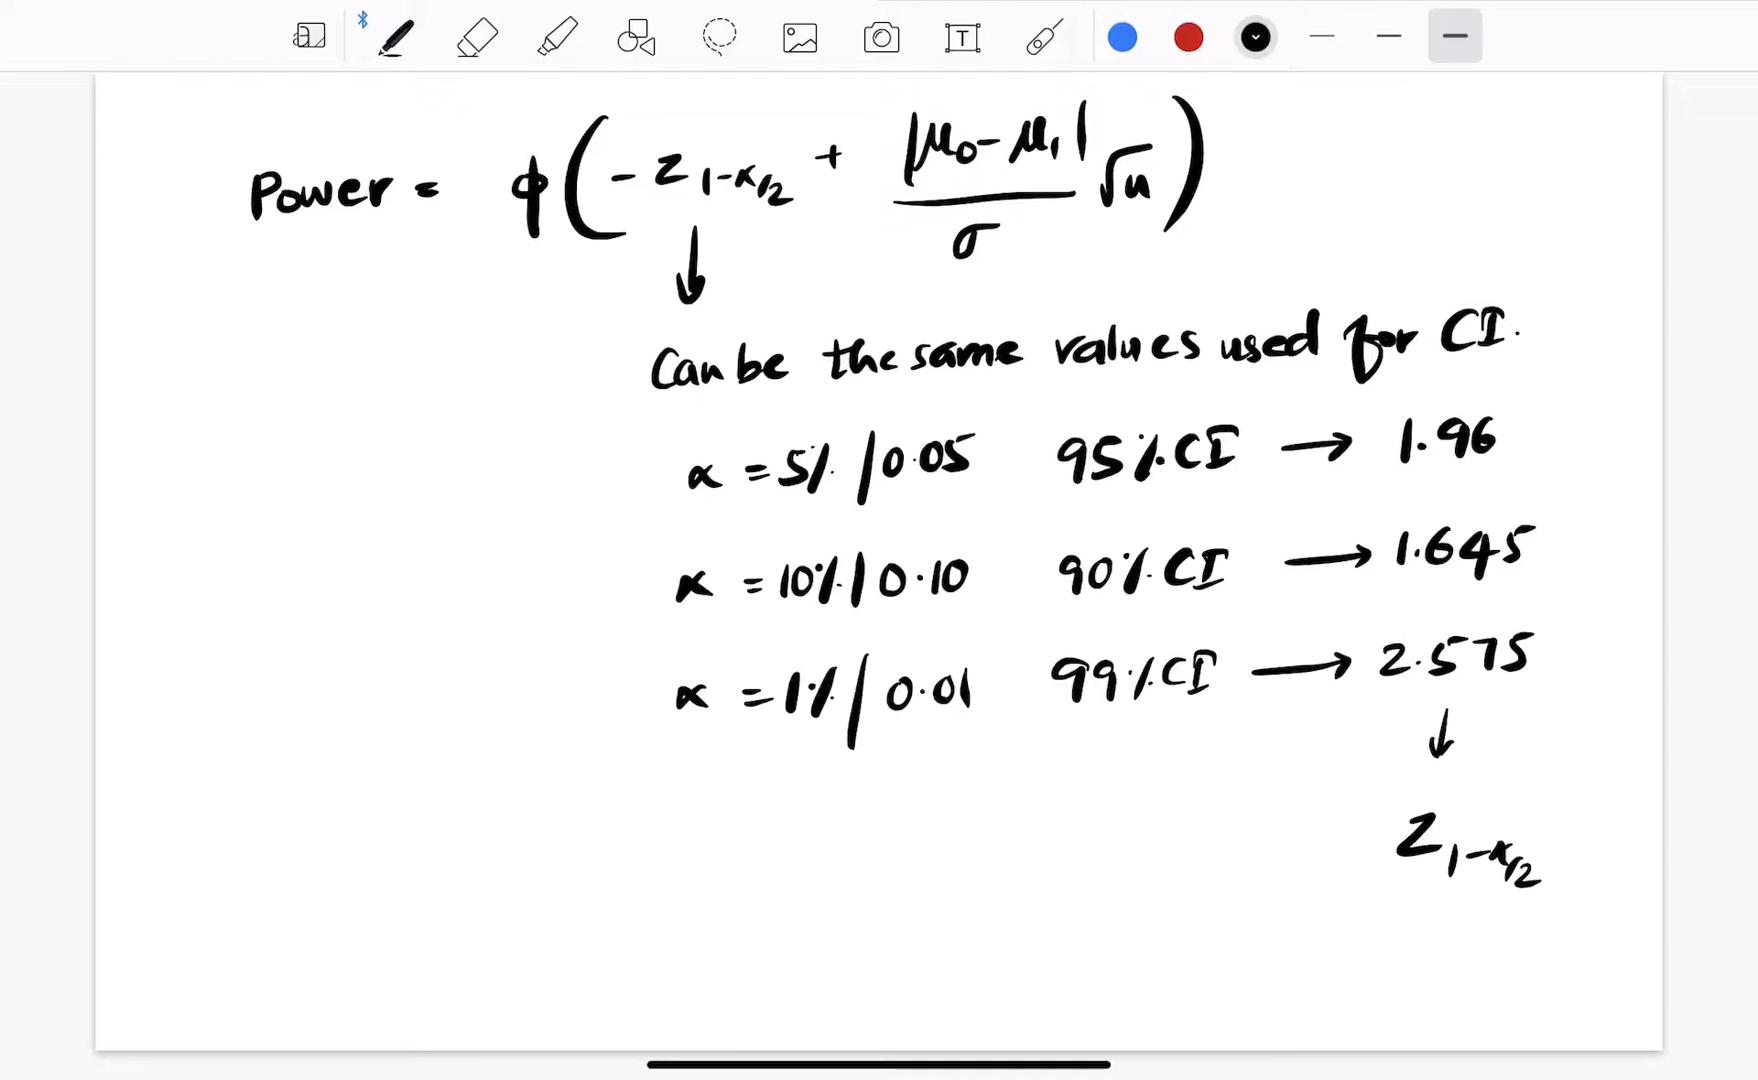 Power = ϕ(-Z₁₋α/₂ + |μ₀-μ₁|/σ √n)
Can be the same values used for CI.
α = 5% / 0.05 95% CI → 1.96
α = 10% / 0.10 90% CI → 1.645
α = 1% / 0.01 99% CI → 2.575
↓
Z₁₋α/₂